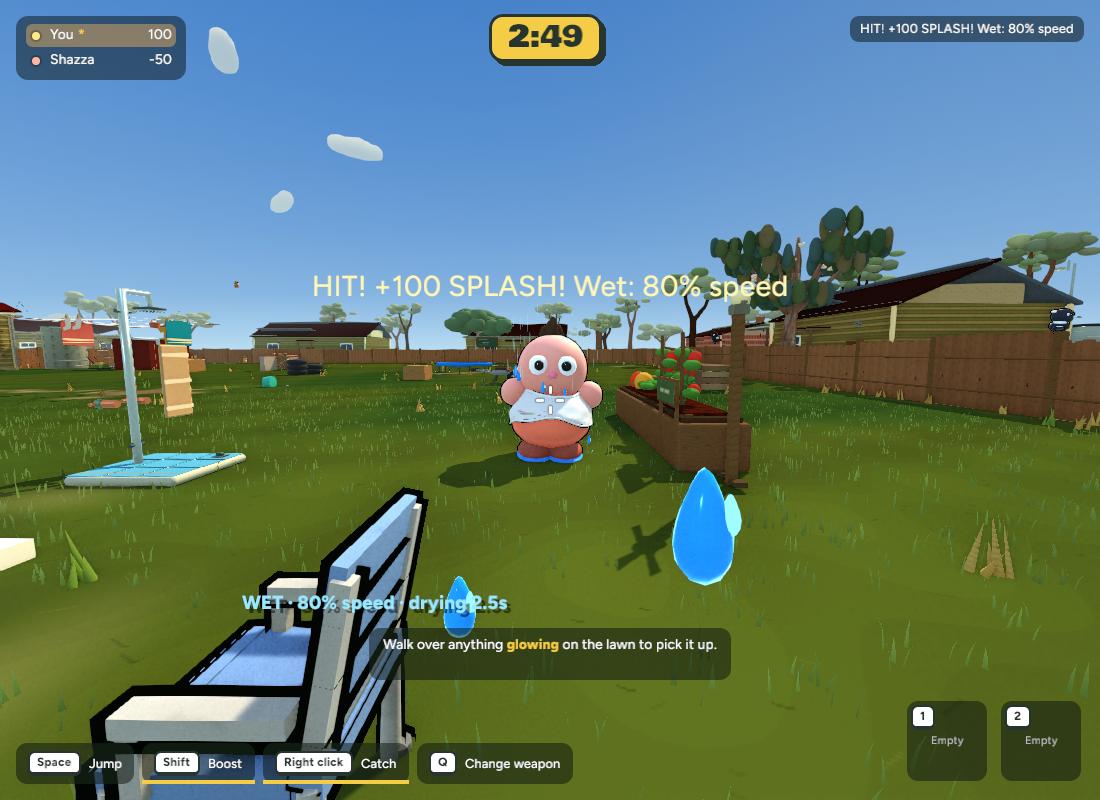 You * 100
Shazza -50
2:49
HIT! +100 SPLASH! Wet: 80% speed
HIT! +100 SPLASH! Wet: 80% speed
WET · 80% speed · drying 2.5s
Walk over anything glowing on the lawn to pick it up.
1
Empty
2
Empty
Space Jump
Shift Boost
Right click Catch
Q Change weapon